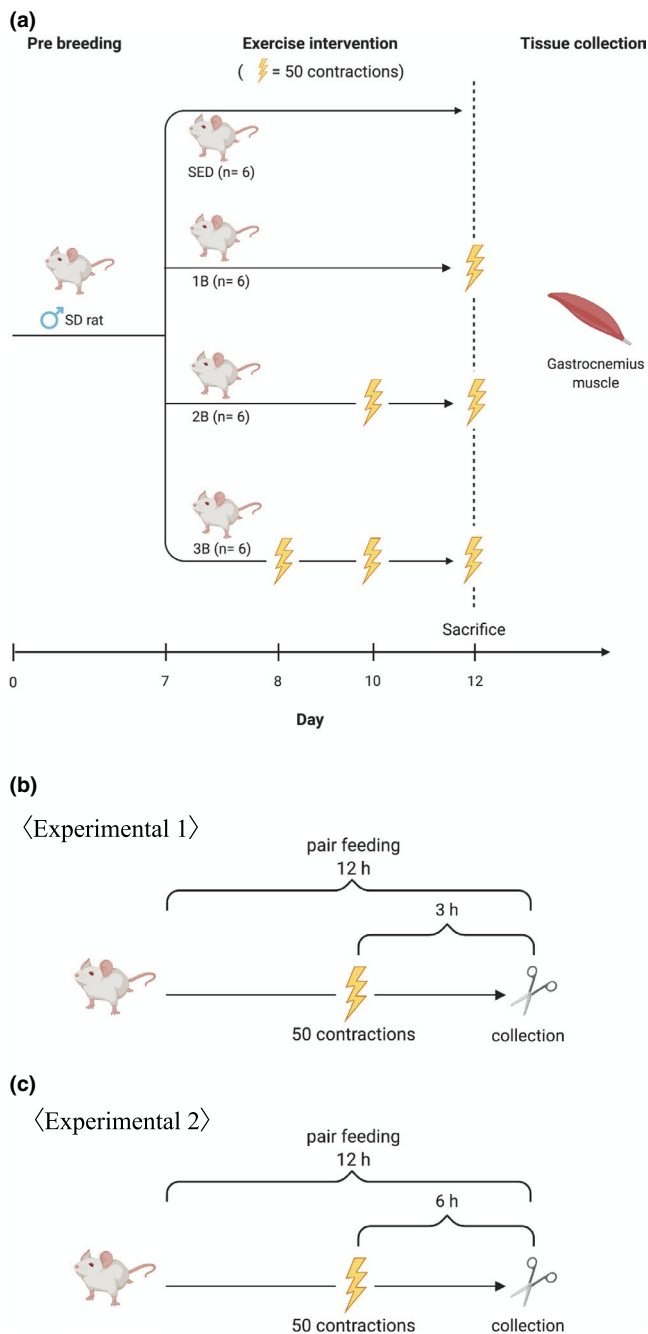 (a)
Pre breeding
Exercise intervention
Tissue collection
( = 50 contractions)
SED (n= 6)
1B (n= 6)
SD rat
Gastrocnemius
muscle
2B (n= 6)
3B (n= 6)
Sacrifice
0
7
8
10
12
Day
(b)
〈Experimental 1〉
pair feeding
12 h
3 h
50 contractions
collection
(c)
〈Experimental 2〉
pair feeding
12 h
6 h
50 contractions
collection